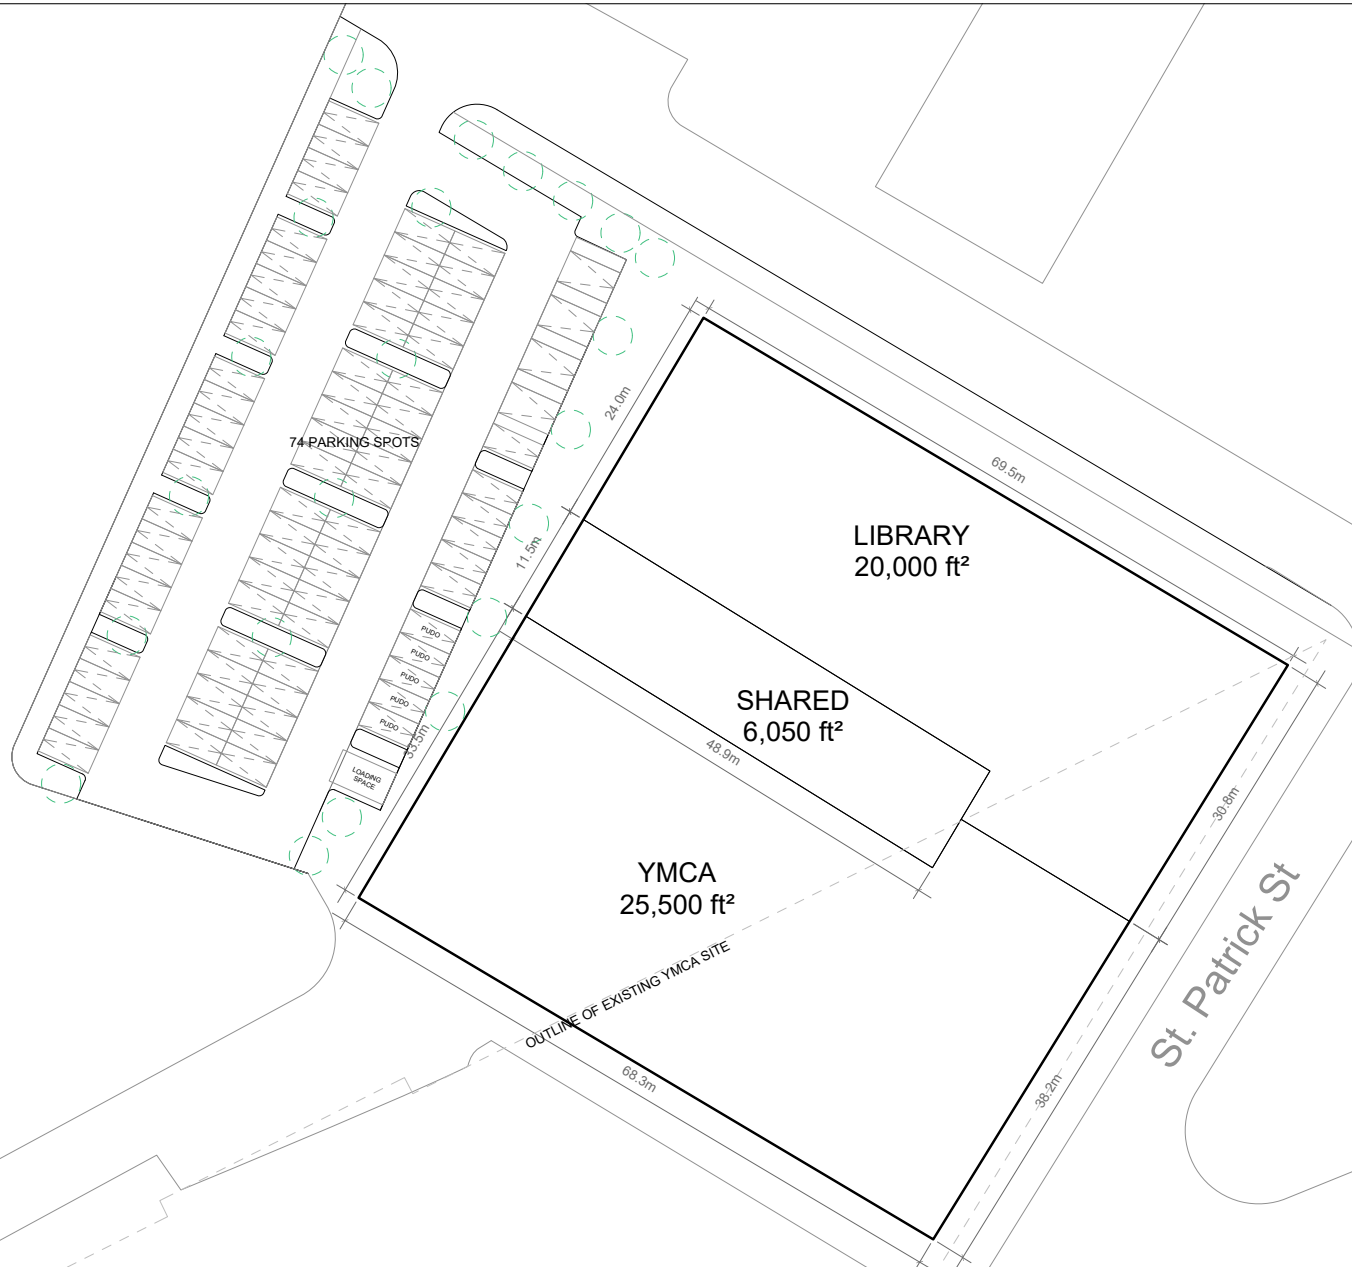 24.0m
69.5m
74 PARKING SPOTS
LIBRARY
20,000 ft²
11.5m
PUDO
PUDO
PUDO
PUDO
PUDO
SHARED
6,050 ft²
33.5m
48.9m
LOADING
SPACE
30.8m
YMCA
25,500 ft²
OUTLINE OF EXISTING YMCA SITE
St. Patrick St
68.3m
38.2m